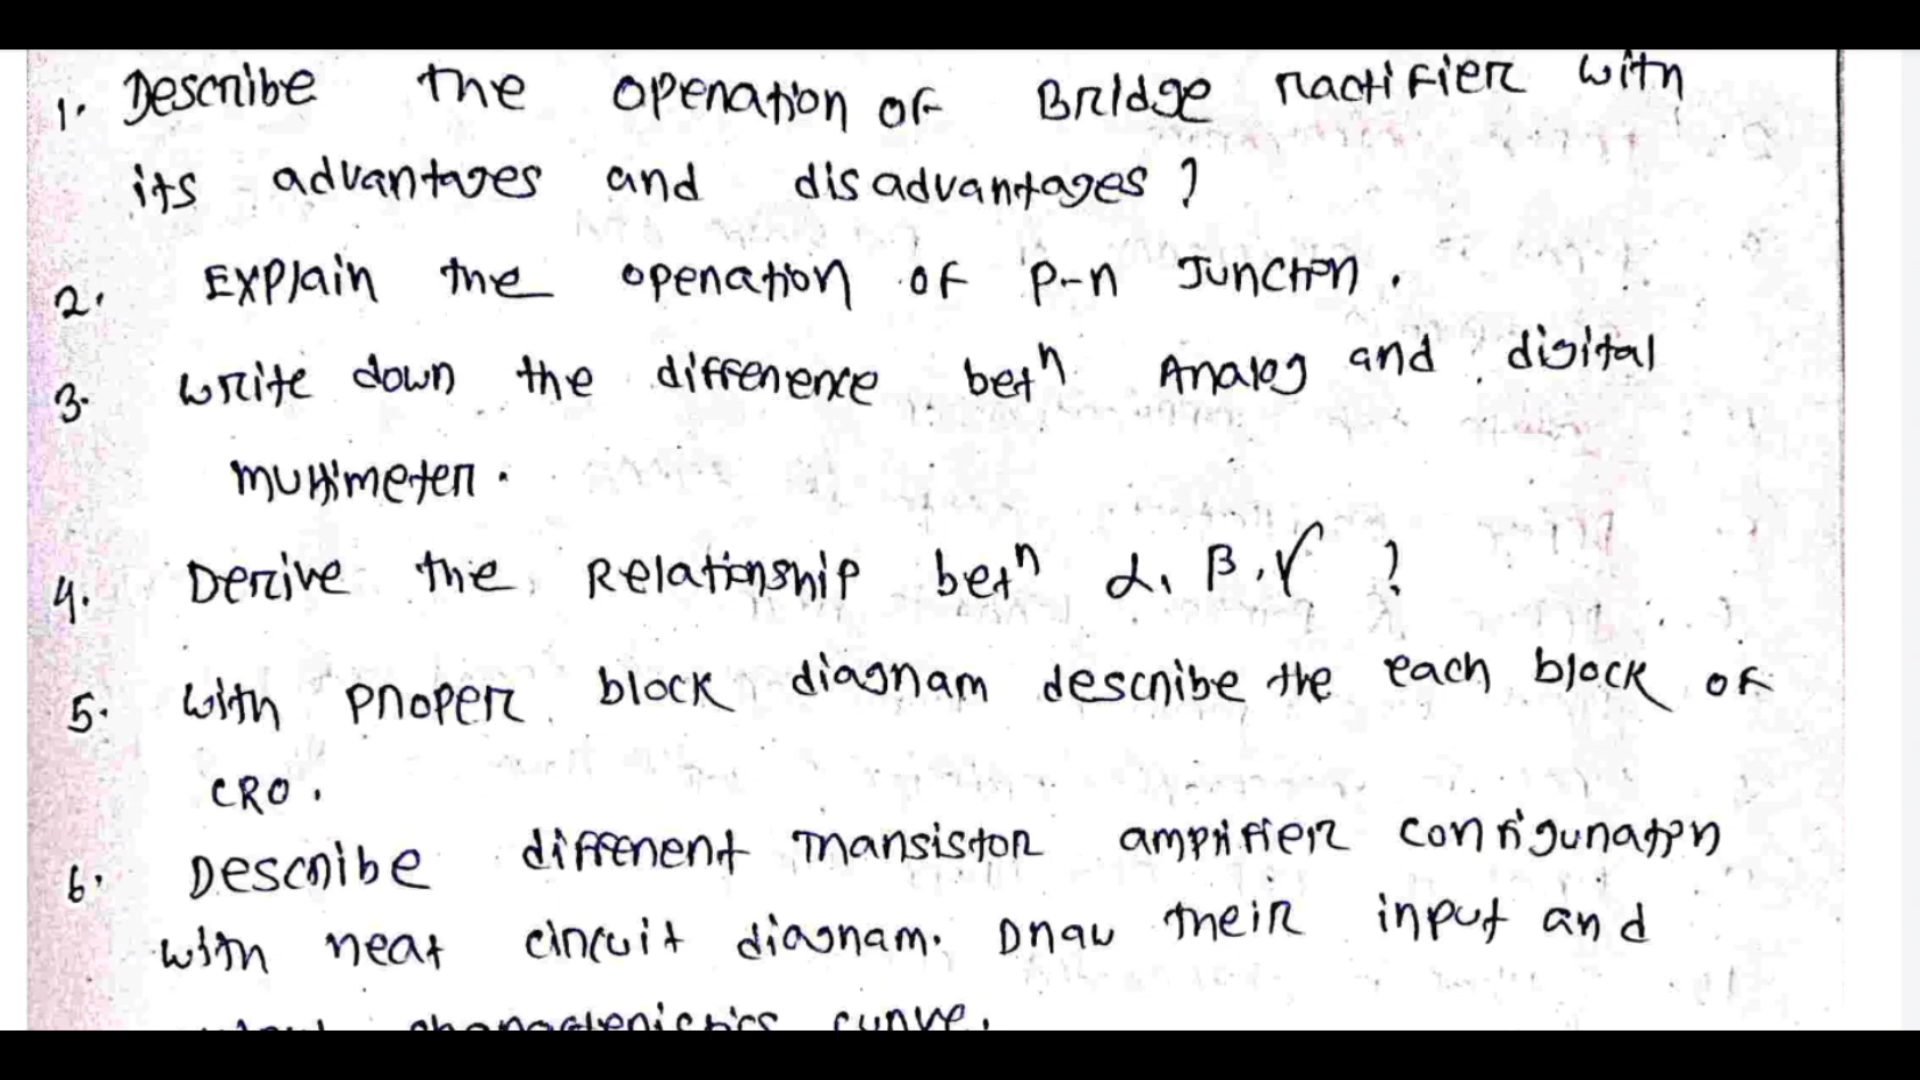 1. Describe the operation of Bridge ractifier with
its advantages and disadvantages?
2. Explain the operation of p-n Junction.
3. write down the difference betn Analog and digital
multimeter.
4. Derive the Relationship betn α, β, γ ?
5. with proper block diagram describe the each block of
CRO.
6. Describe different Transistor amplifier configuration
with neat circuit diagram. Draw their input and
characteristics curve.